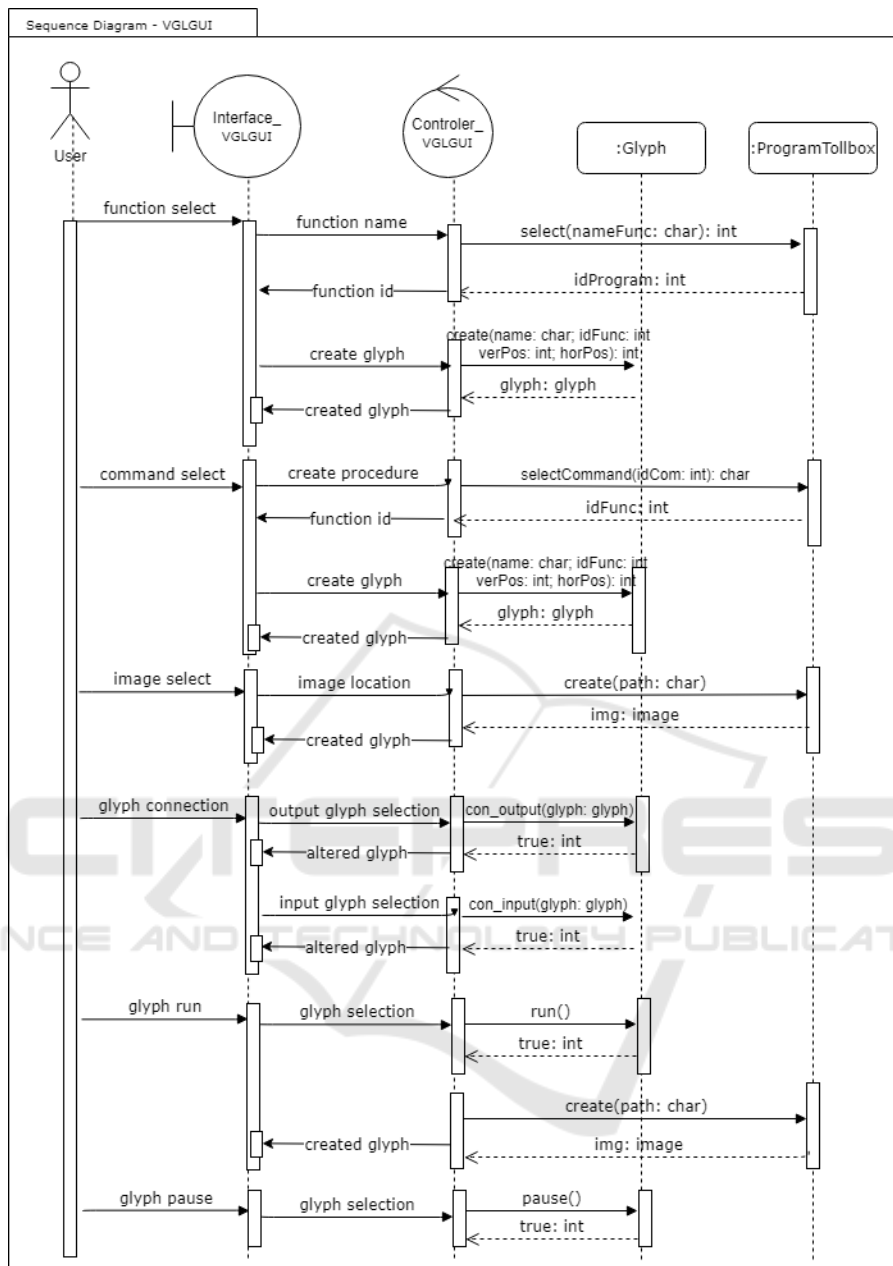 Sequence Diagram - VGLGUI
User
Interface_
VGLGUI
Controler_
VGLGUI
:Glyph
:ProgramTollbox
function select
function name
select(nameFunc: char): int
function id
idProgram: int
create glyph
create(name: char; idFunc: int
verPos: int; horPos): int
created glyph
glyph: glyph
command select
create procedure
selectCommand(idCom: int): char
function id
idFunc: int
create glyph
create(name: char; idFunc: int
verPos: int; horPos): int
created glyph
glyph: glyph
image select
image location
create(path: char)
created glyph
img: image
glyph connection
output glyph selection
con_output(glyph: glyph)
altered glyph
true: int
input glyph selection
con_input(glyph: glyph)
altered glyph
true: int
glyph run
glyph selection
run()
true: int
create(path: char)
created glyph
img: image
glyph pause
glyph selection
pause()
true: int
CITEPRES
NCE AND TECHNOLOGY PUBLICAT